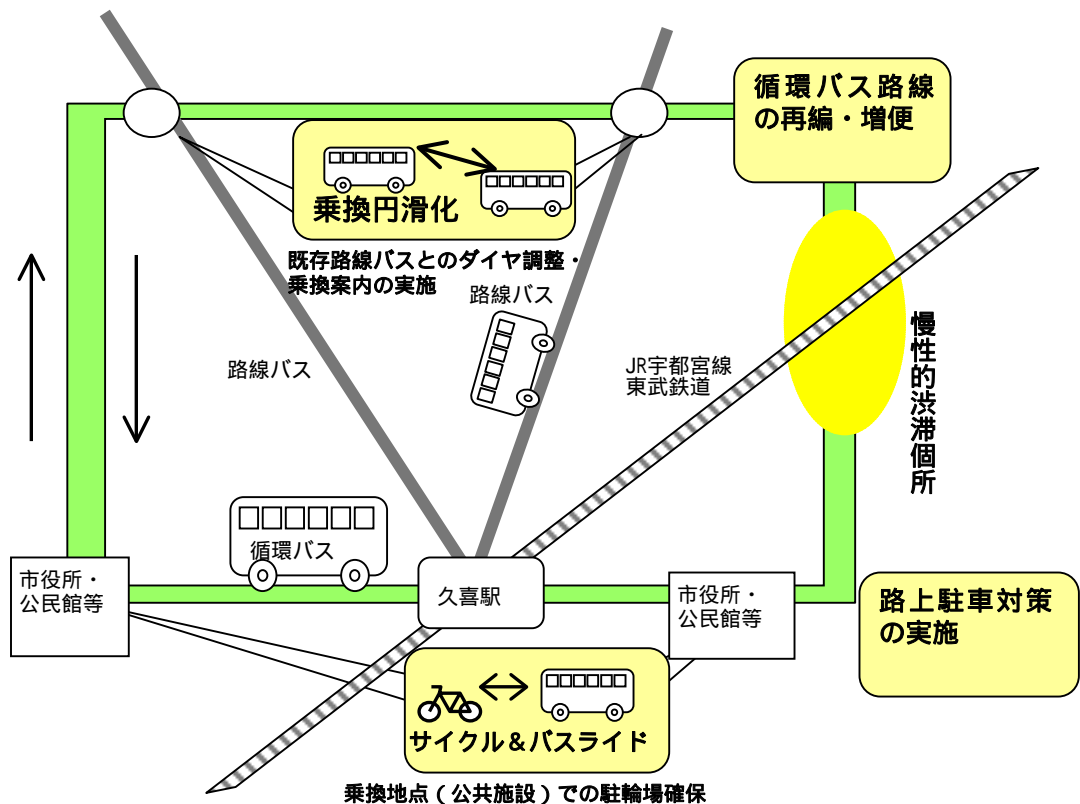 循環バス路線
の再編・増便
乗換円滑化
既存路線バスとのダイヤ調整・
乗換案内の実施
路線バス
路線バス
JR宇都宮線
東武鉄道
慢性的渋滞個所
循環バス
市役所・
公民館等
久喜駅
市役所・
公民館等
路上駐車対策
の実施
サイクル＆バスライド
乗換地点（公共施設）での駐輪場確保